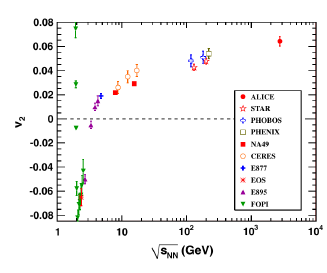 v2
0.08
0.06
0.04
0.02
0
-0.02
-0.04
-0.06
-0.08
ALICE
STAR
PHOBOS
PHENIX
NA49
CERES
E877
EOS
E895
FOPI
1
10
10²
10³
10⁴
√sNN (GeV)